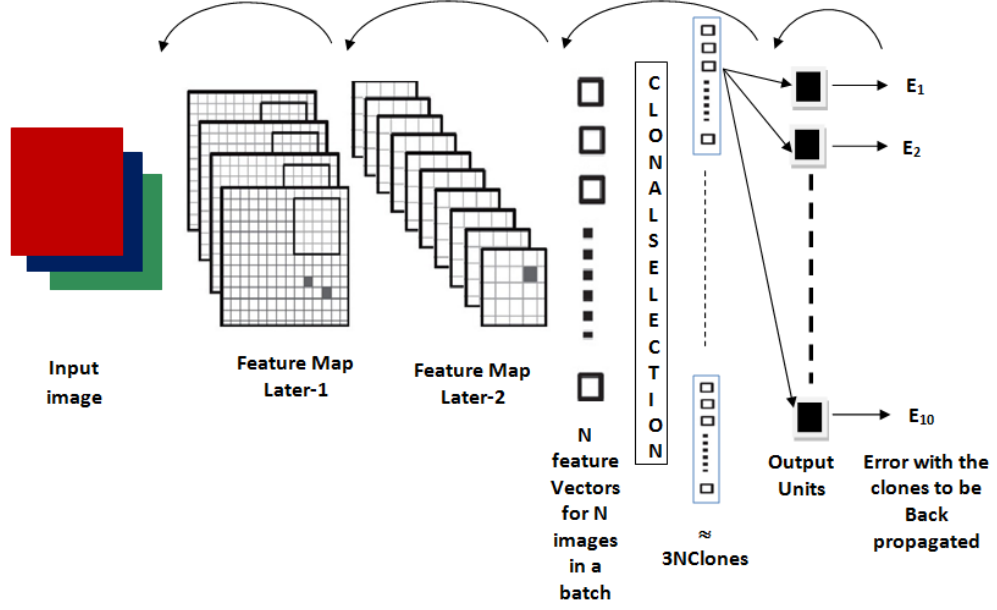 Input
image
Feature Map
Later-1
Feature Map
Later-2
N
feature
Vectors
for N
images
in a
batch
C
L
O
N
A
L
S
E
L
E
C
T
I
O
N
≈
3NClones
Output
Units
E₁
E₂
E₁₀
Error with the
clones to be
Back
propagated